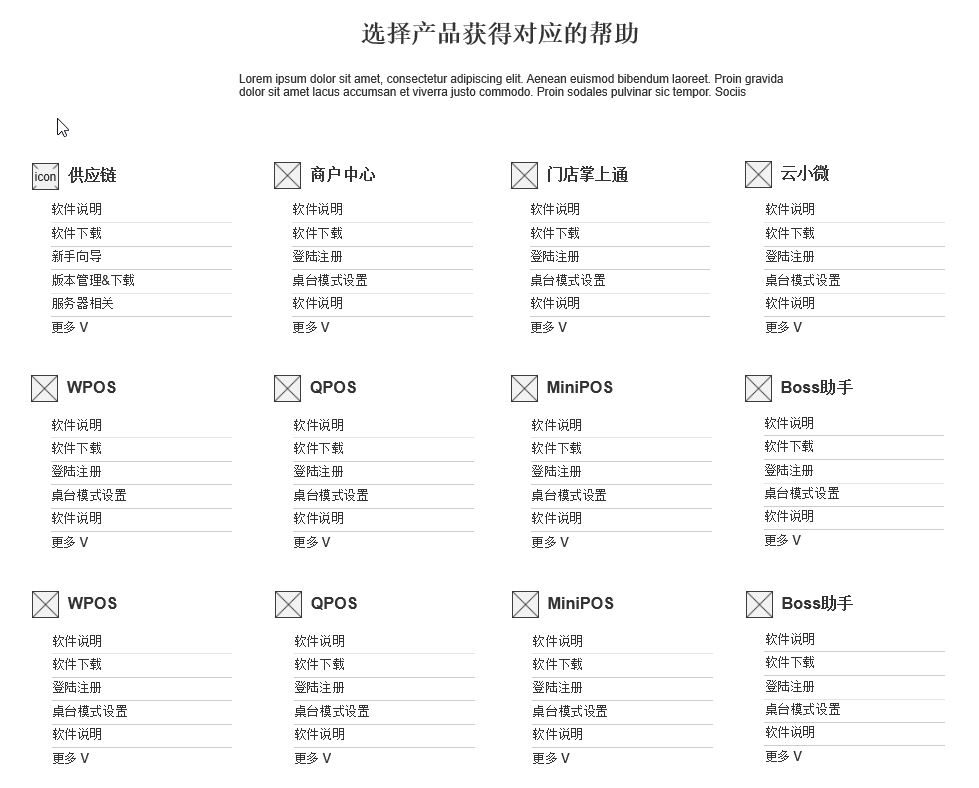 选择产品获得对应的帮助
Lorem ipsum dolor sit amet, consectetur adipiscing elit. Aenean euismod bibendum laoreet. Proin gravida
dolor sit amet lacus accumsan et viverra justo commodo. Proin sodales pulvinar sic tempor. Sociis
icon 供应链
软件说明
软件下载
新手向导
版本管理&下载
服务器相关
更多 V
商户中心
软件说明
软件下载
登陆注册
桌台模式设置
软件说明
更多 V
门店掌上通
软件说明
软件下载
登陆注册
桌台模式设置
软件说明
更多 V
云小微
软件说明
软件下载
登陆注册
桌台模式设置
软件说明
更多 V
WPOS
软件说明
软件下载
登陆注册
桌台模式设置
软件说明
更多 V
QPOS
软件说明
软件下载
登陆注册
桌台模式设置
软件说明
更多 V
MiniPOS
软件说明
软件下载
登陆注册
桌台模式设置
软件说明
更多 V
Boss助手
软件说明
软件下载
登陆注册
桌台模式设置
软件说明
更多 V
WPOS
软件说明
软件下载
登陆注册
桌台模式设置
软件说明
更多 V
QPOS
软件说明
软件下载
登陆注册
桌台模式设置
软件说明
更多 V
MiniPOS
软件说明
软件下载
登陆注册
桌台模式设置
软件说明
更多 V
Boss助手
软件说明
软件下载
登陆注册
桌台模式设置
软件说明
更多 V